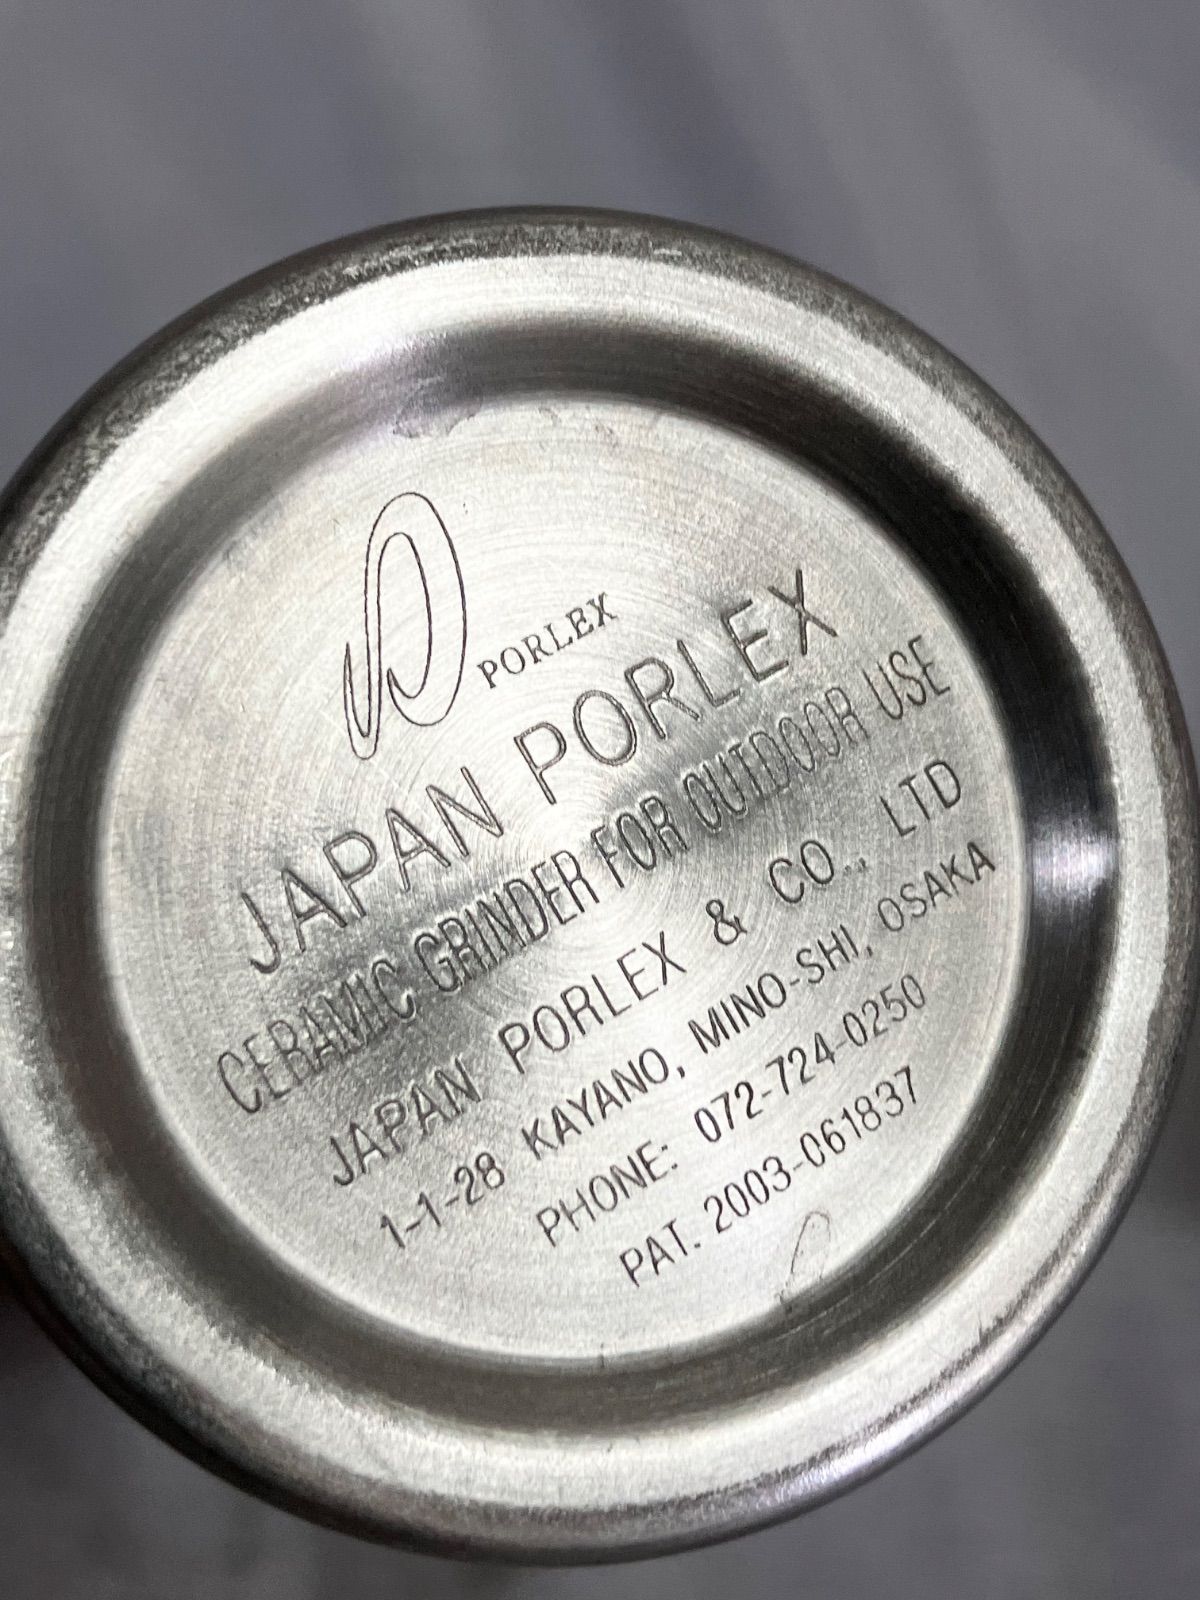 PORLEX
JAPAN PORLEX
CERAMIC GRINDER FOR OUTDOOR USE
JAPAN PORLEX & CO., LTD
1-1-28 KAYANO, MINO-SHI, OSAKA
PHONE: 072-724-0250
PAT. 2003-061837